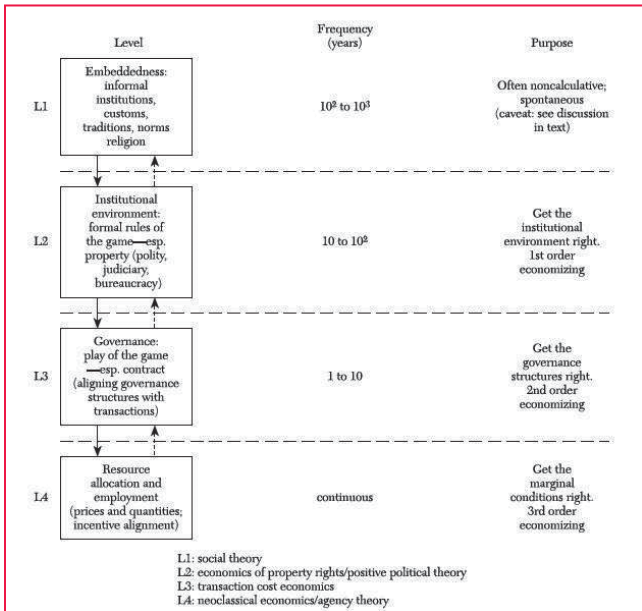 Level
Frequency
(years)
Purpose
L1
Embeddedness:
informal
institutions,
customs,
traditions, norms
religion
10² to 10³
Often noncalculative;
spontaneous
(caveat: see discussion
in text)
L2
Institutional
environment:
formal rules of
the game—esp.
property (polity,
judiciary,
bureaucracy)
10 to 10²
Get the
institutional
environment right.
1st order
economizing
L3
Governance:
play of the game
—esp. contract
(aligning governance
structures with
transactions)
1 to 10
Get the
governance
structures right.
2nd order
economizing
L4
Resource
allocation and
employment
(prices and quantities;
incentive alignment)
continuous
Get the
marginal
conditions right.
3rd order
economizing
L1: social theory
L2: economics of property rights/positive political theory
L3: transaction cost economics
L4: neoclassical economics/agency theory